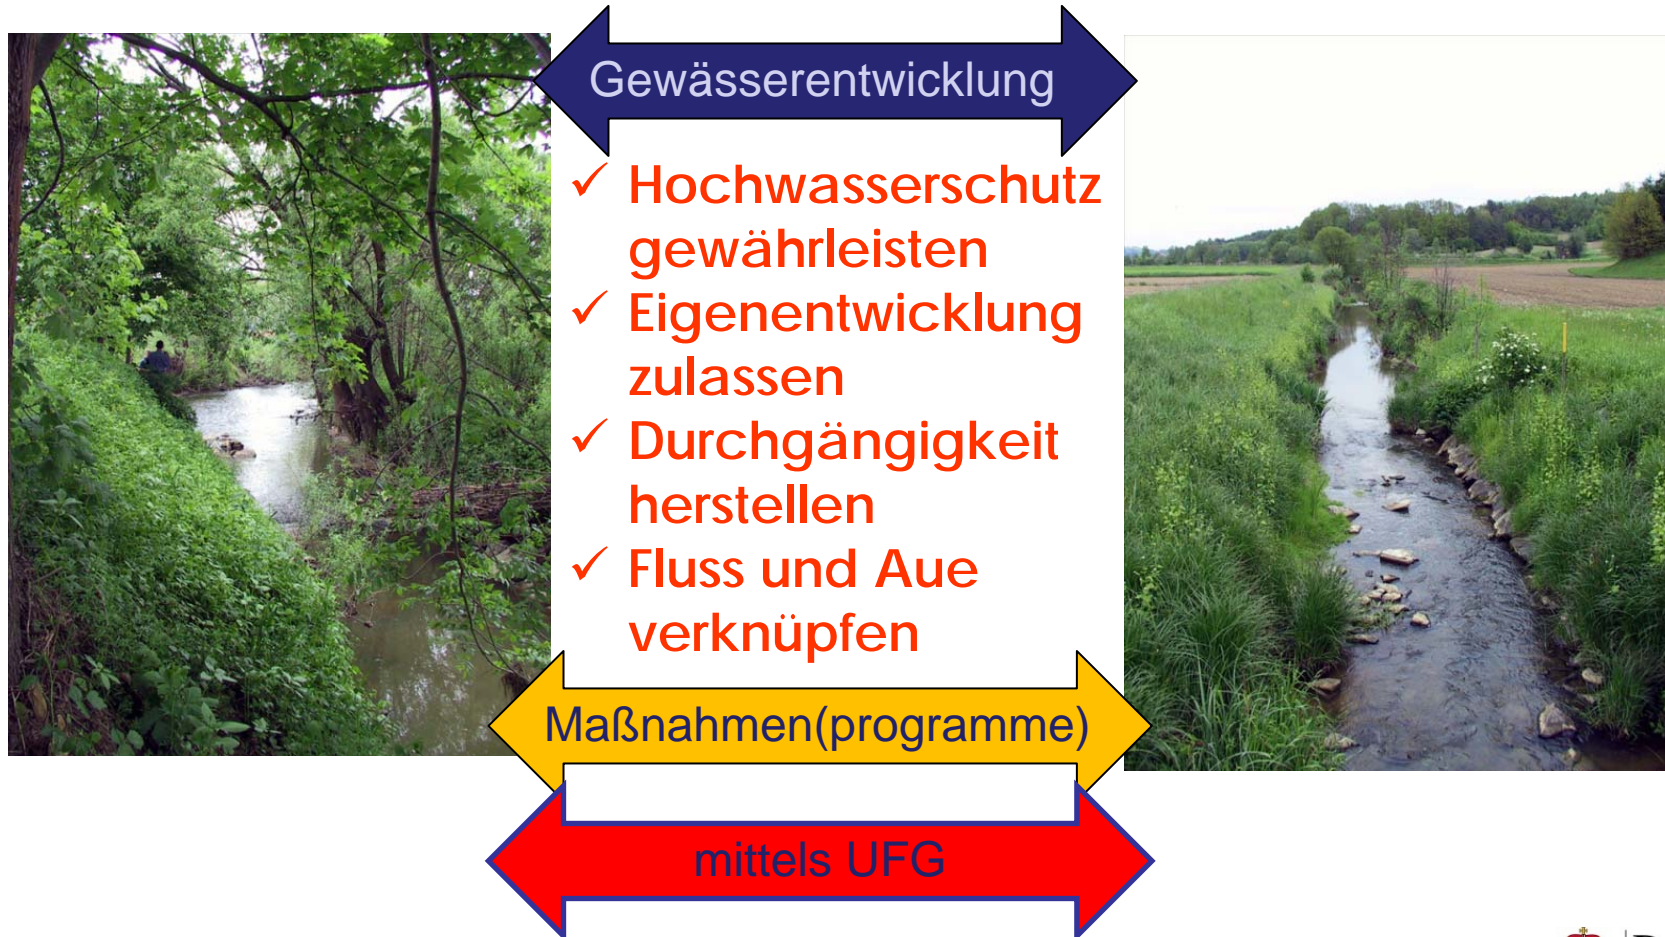 Gewässerentwicklung
✓ Hochwasserschutz
gewährleisten
✓ Eigenentwicklung
zulassen
✓ Durchgängigkeit
herstellen
✓ Fluss und Aue
verknüpfen
Maßnahmen(programme)
mittels UFG